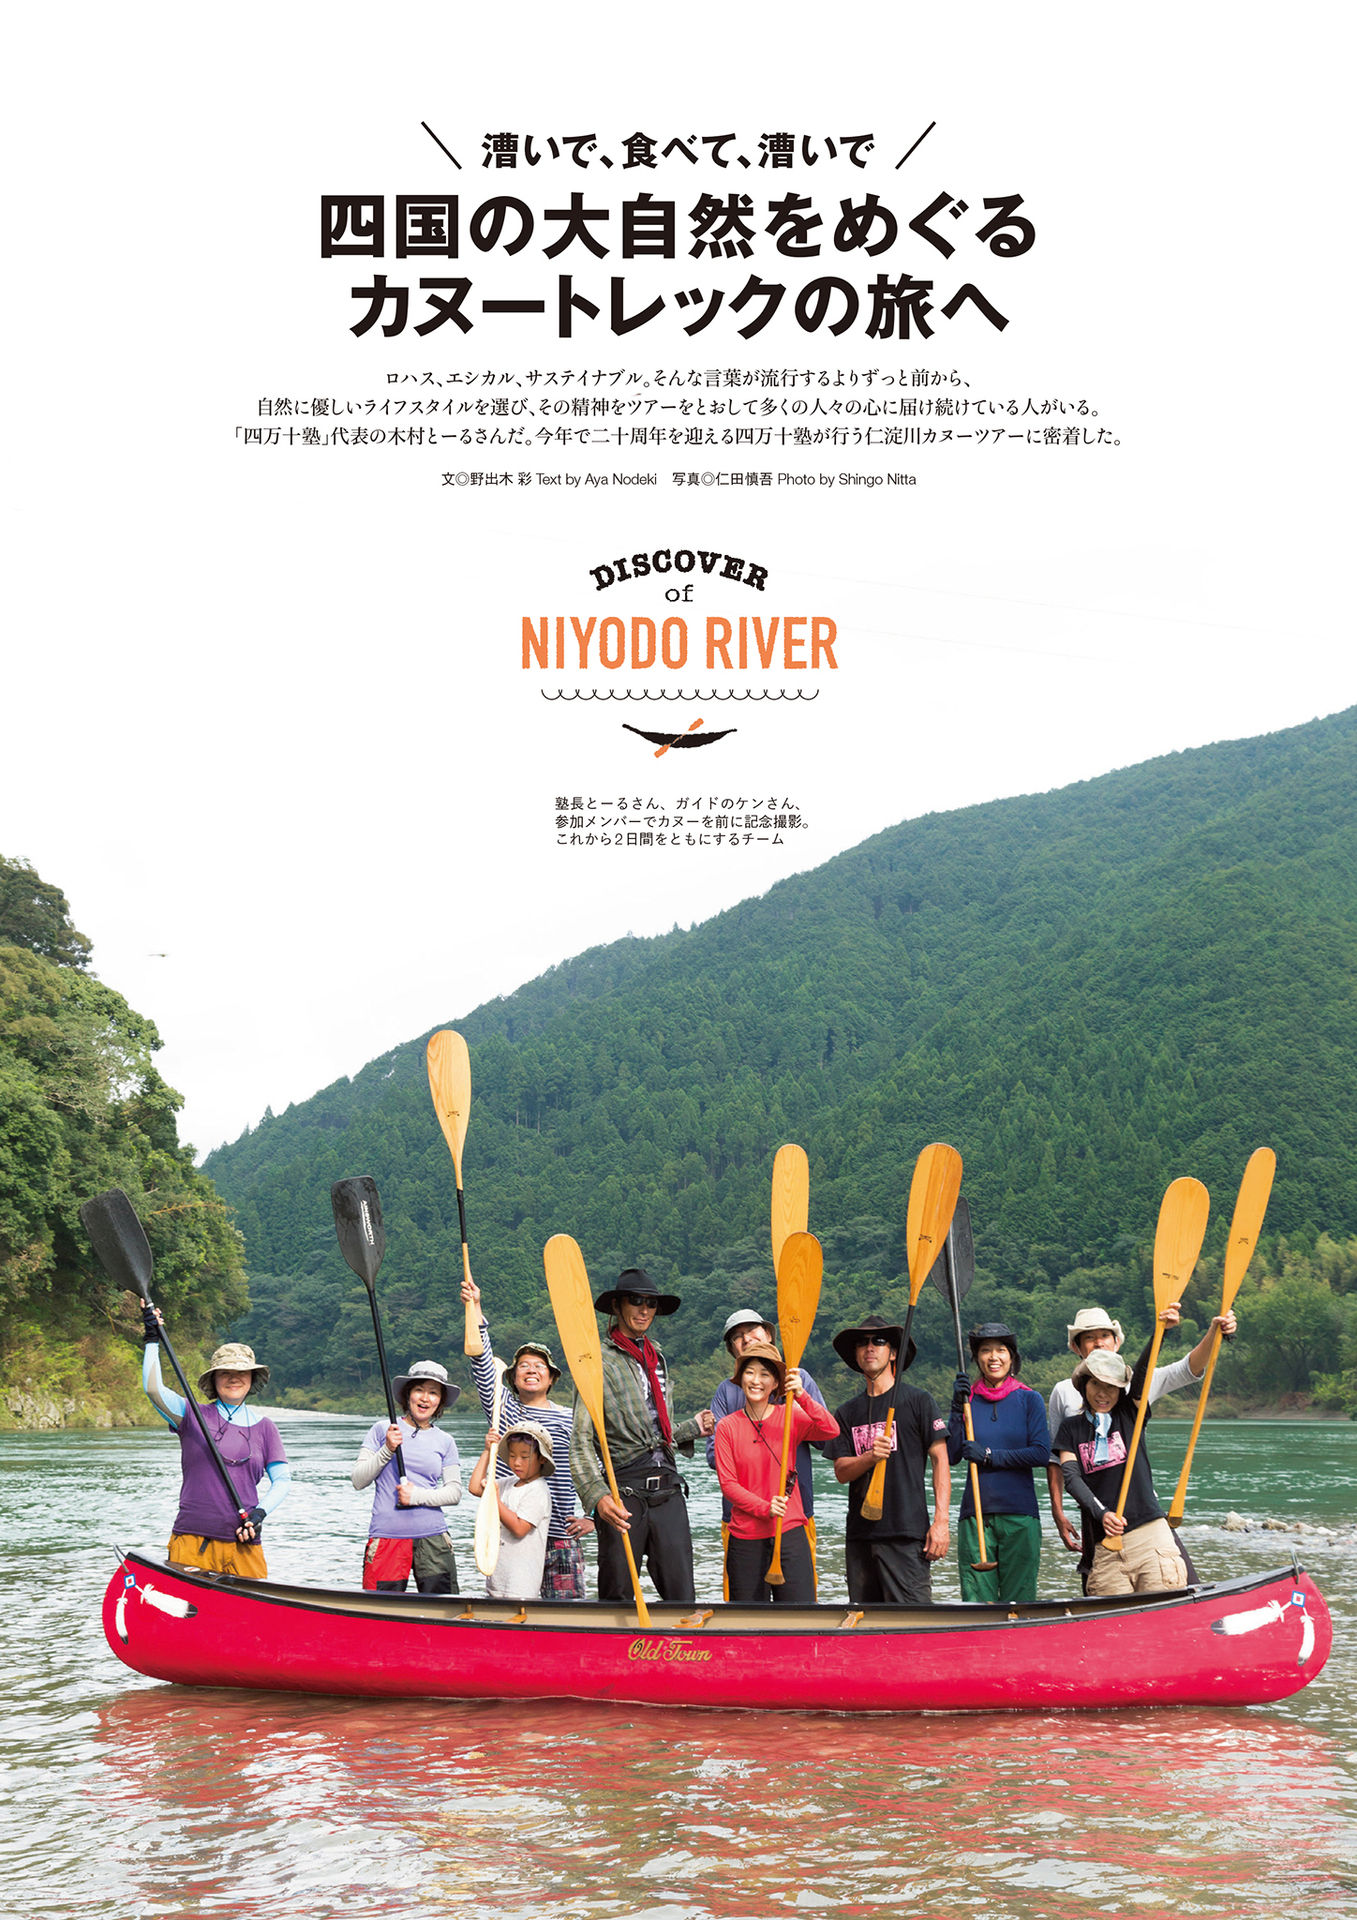 漕いで、食べて、漕いで
四国の大自然をめぐる
カヌートレックの旅へ
ロハス、エシカル、サステイナブル。そんな言葉が流行するよりずっと前から、
自然に優しいライフスタイルを選び、その精神をツアーをとおして多くの人々の心に届け続けている人がいる。
「四万十塾」代表の木村とーるさんだ。今年で二十周年を迎える四万十塾が行う仁淀川カヌーツアーに密着した。
文◎野出木 彩 Text by Aya Nodeki　写真◎仁田慎吾 Photo by Shingo Nitta
DISCOVER
of
NIYODO RIVER
塾長とーるさん、ガイドのケンさん、
参加メンバーでカヌーを前に記念撮影。
これから2日間をともにするチーム
AINSWORTH
Old Town